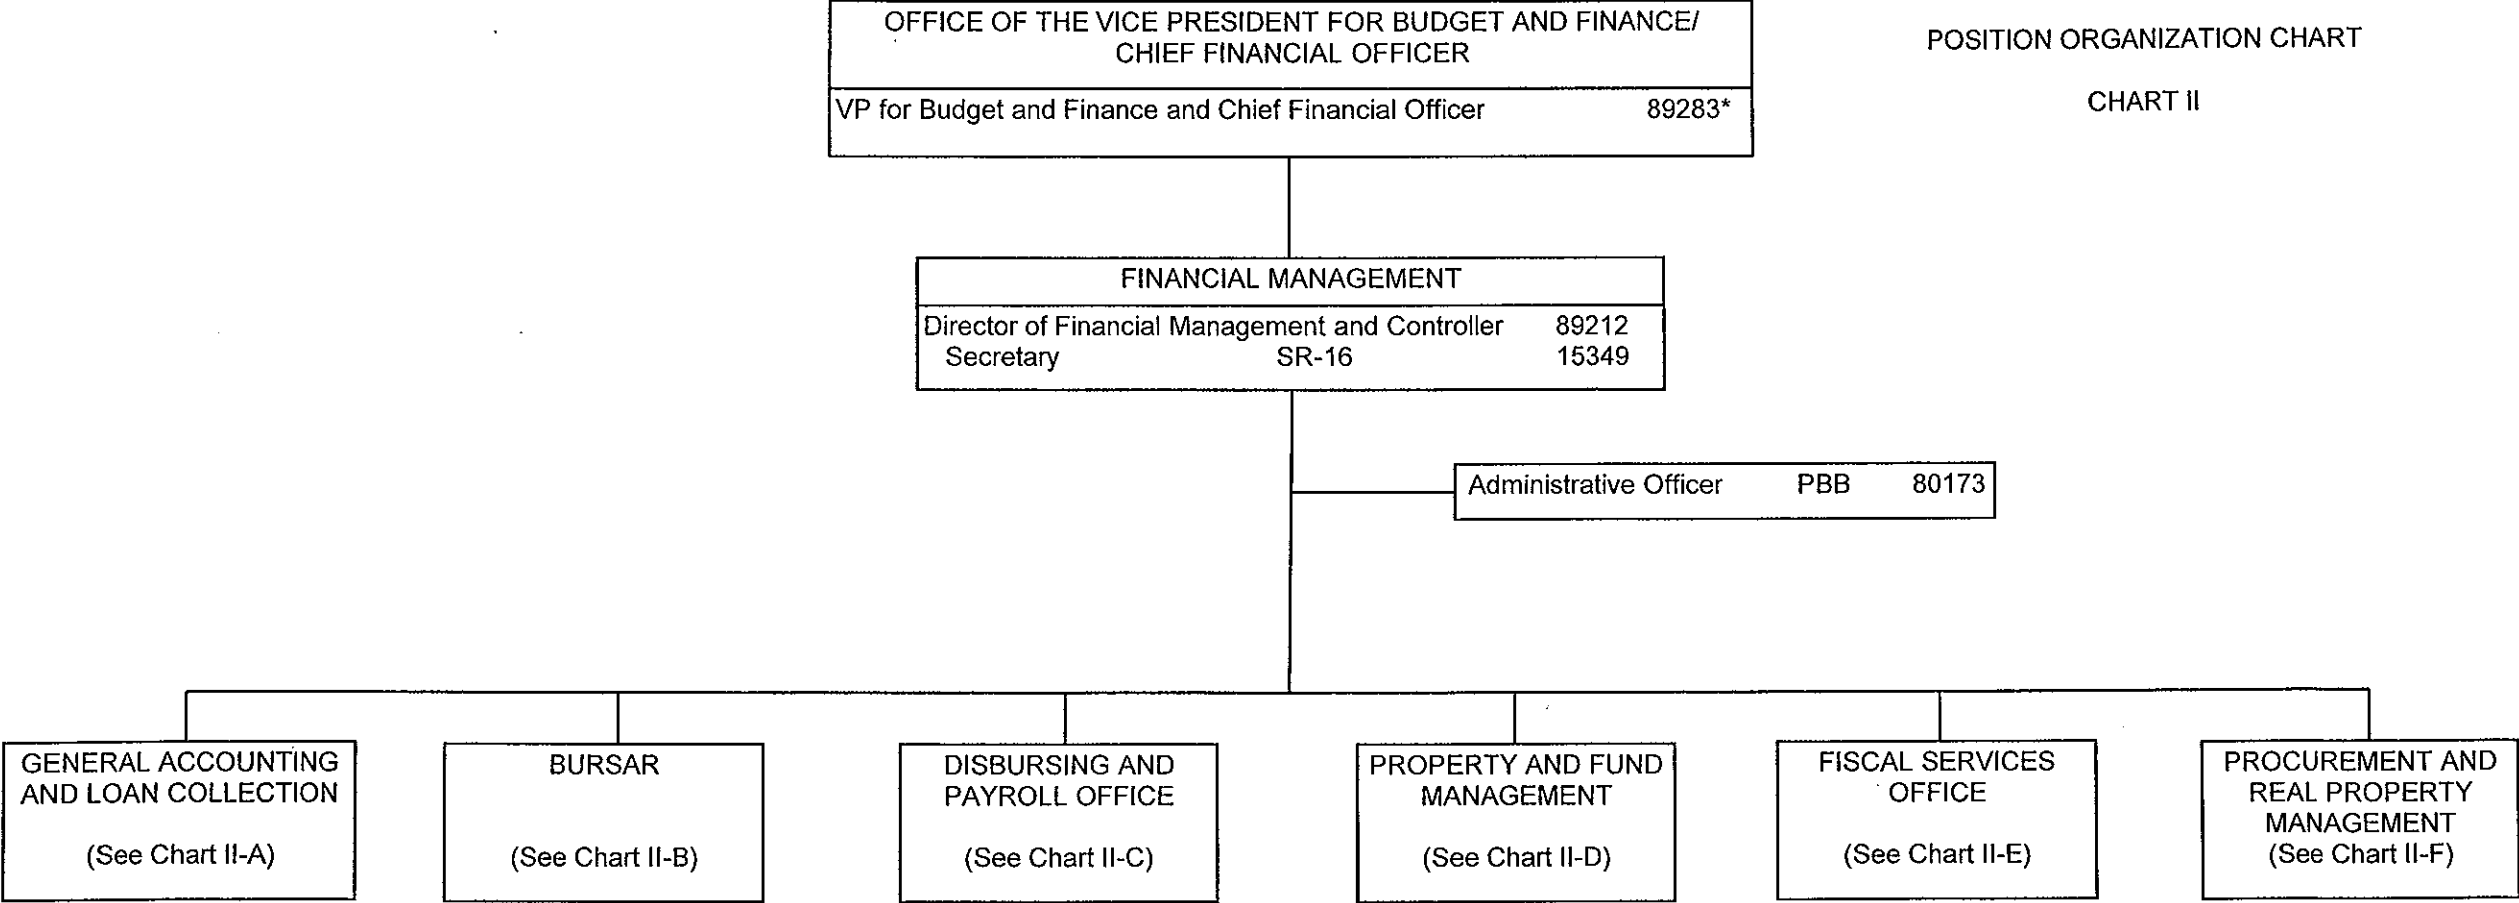 OFFICE OF THE VICE PRESIDENT FOR BUDGET AND FINANCE/
CHIEF FINANCIAL OFFICER
VP for Budget and Finance and Chief Financial Officer 89283*
POSITION ORGANIZATION CHART
CHART II
FINANCIAL MANAGEMENT
Director of Financial Management and Controller 89212
Secretary SR-16 15349
Administrative Officer PBB 80173
GENERAL ACCOUNTING
AND LOAN COLLECTION
(See Chart II-A)
BURSAR
(See Chart II-B)
DISBURSING AND
PAYROLL OFFICE
(See Chart II-C)
PROPERTY AND FUND
MANAGEMENT
(See Chart II-D)
FISCAL SERVICES
OFFICE
(See Chart II-E)
PROCUREMENT AND
REAL PROPERTY
MANAGEMENT
(See Chart II-F)